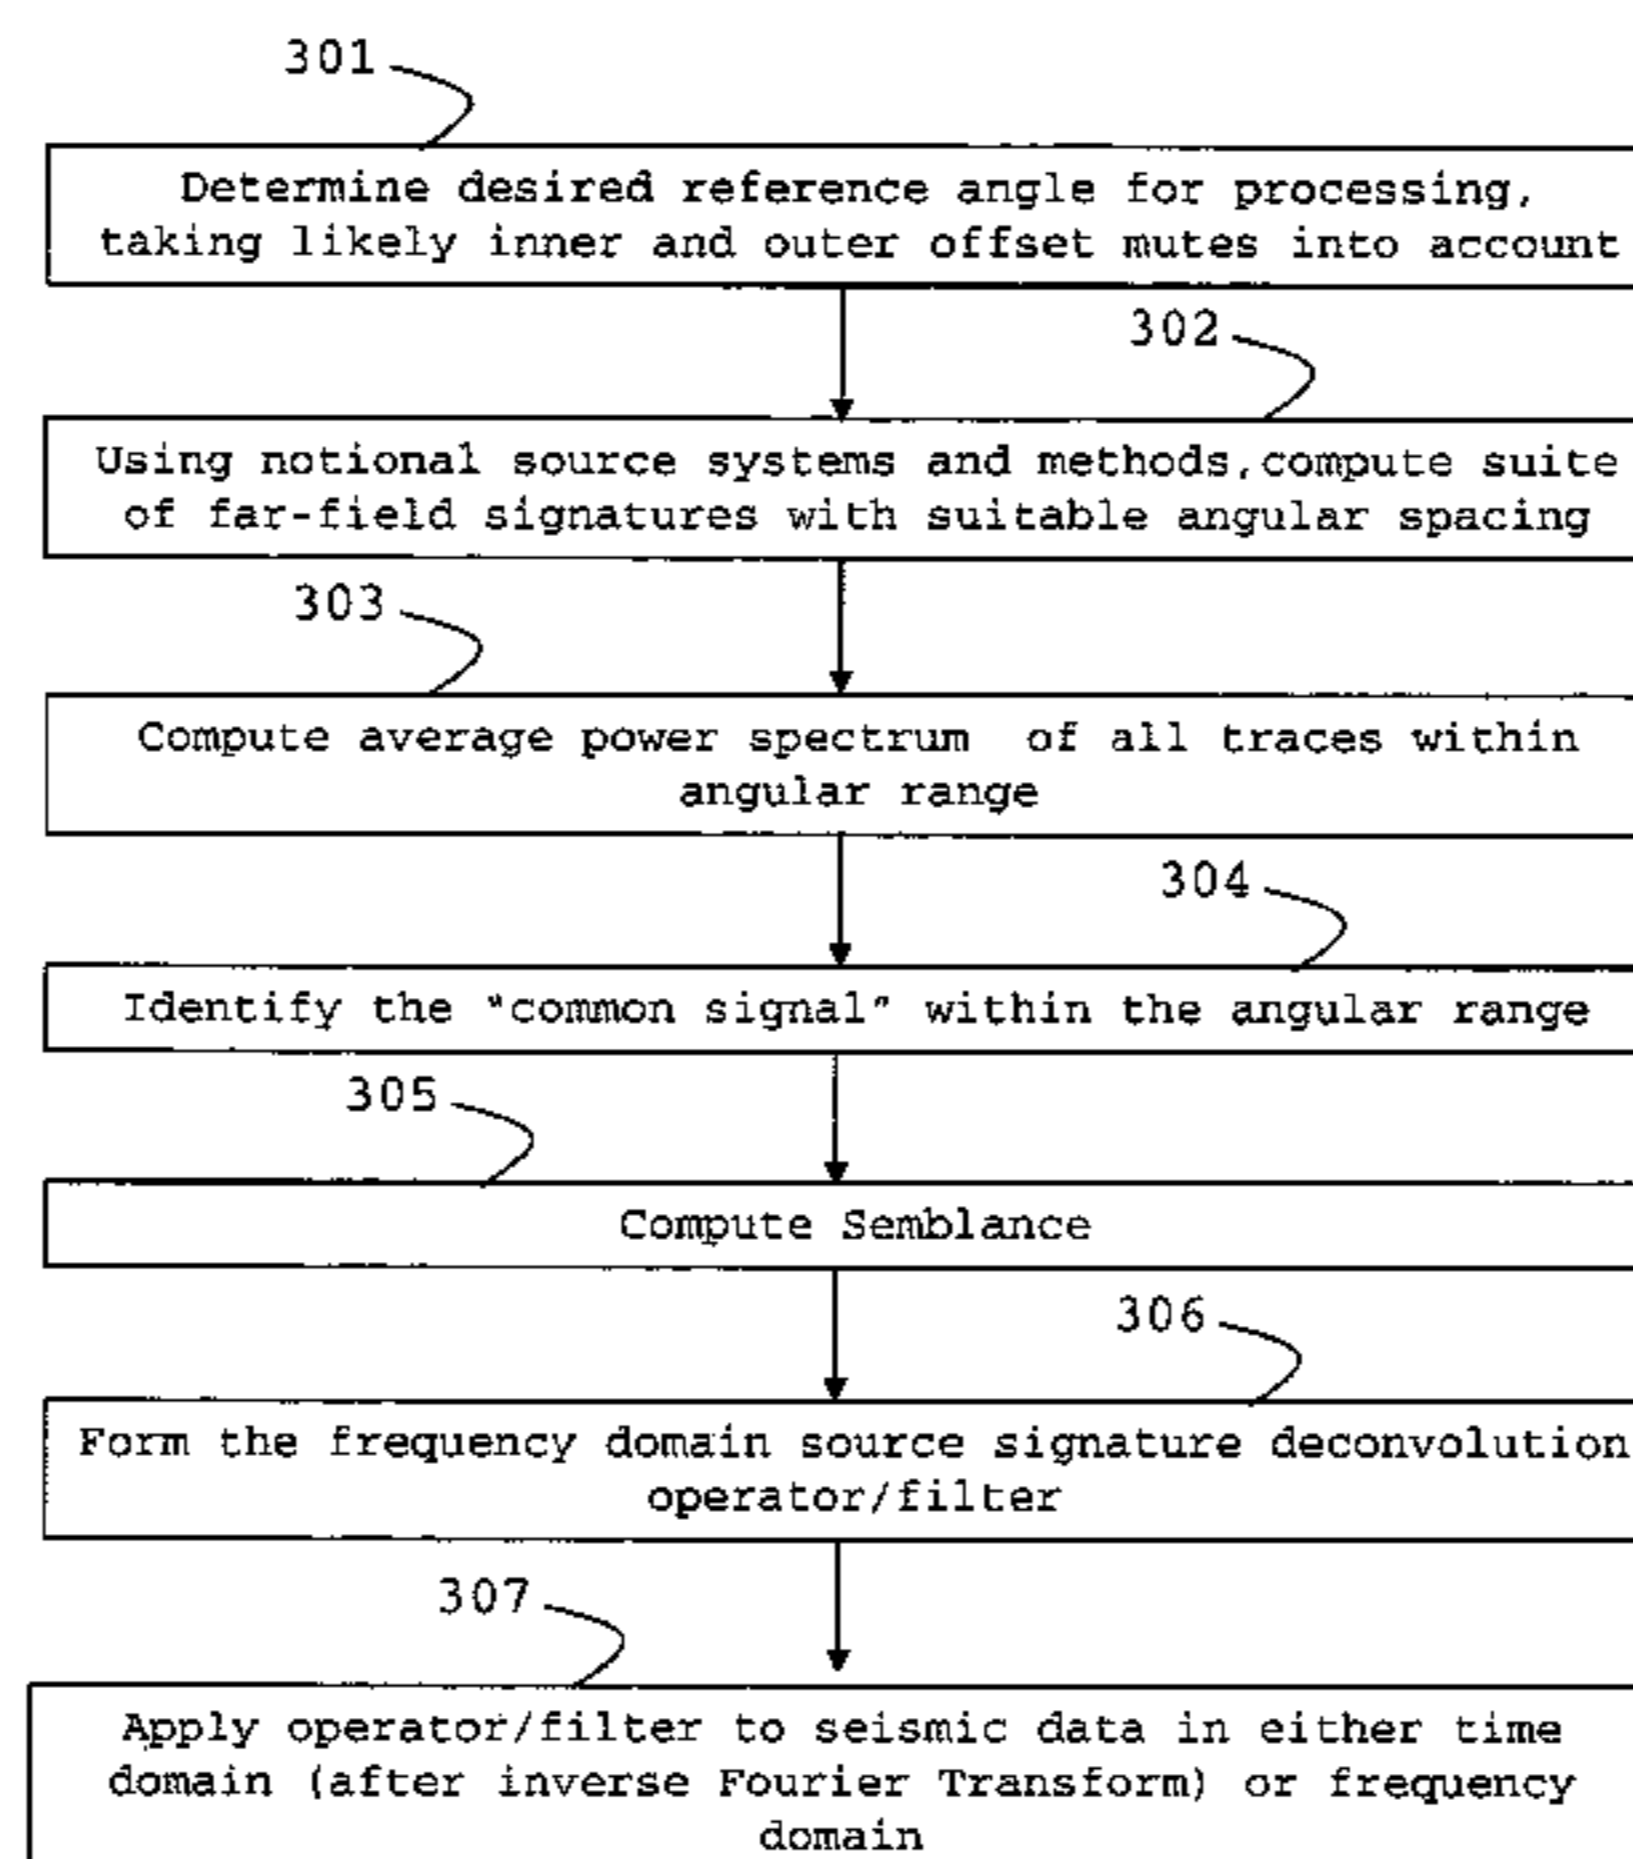 301
Determine desired reference angle for processing,
taking likely inner and outer offset mutes into account
302
Using notional source systems and methods,compute suite
of far-field signatures with suitable angular spacing
303
Compute average power spectrum of all traces within
angular range
304
Identify the “common signal” within the angular range
305
Compute Semblance
306
Form the frequency domain source signature deconvolution
operator/filter
307
Apply operator/filter to seismic data in either time
domain (after inverse Fourier Transform) or frequency
domain